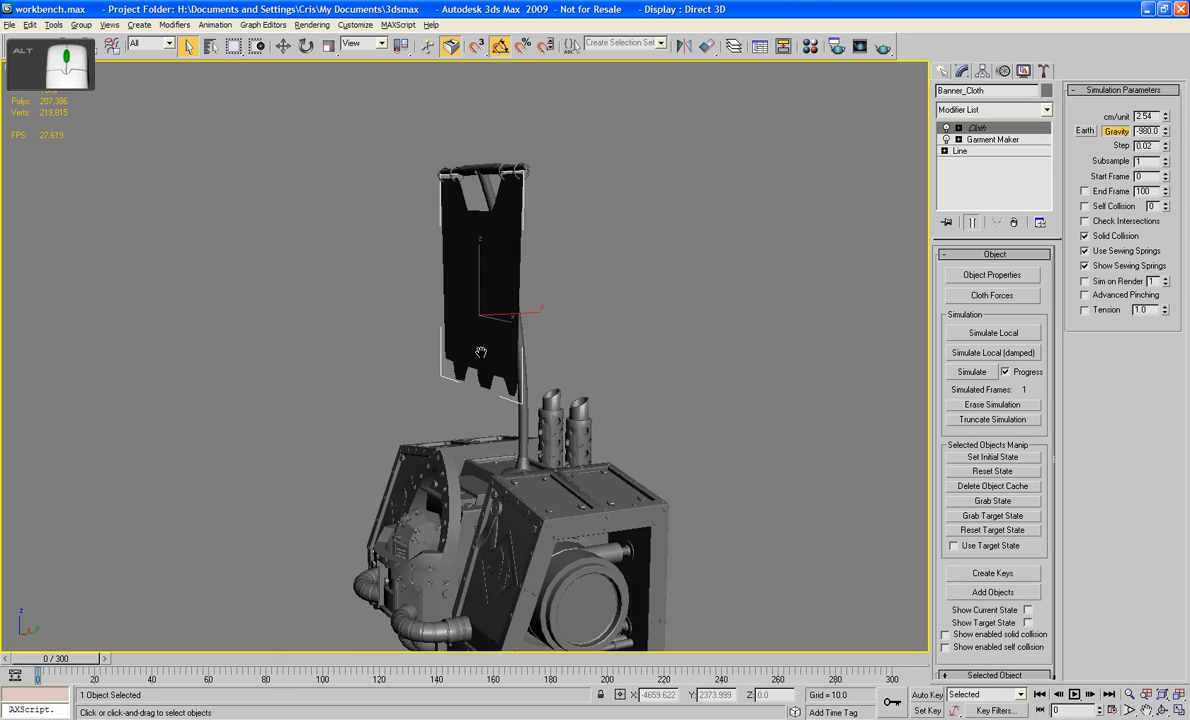 workbench.max - Project Folder: H:\Documents and Settings\Cris\My Documents\3dsmax - Autodesk 3ds Max 2009 - Not for Resale - Display : Direct 3D
File Edit Tools Group Views Create Modifiers Animation Graph Editors Rendering Customize MAXScript Help
All View Create Selection Set
ALT
Polys: 207,386
Verts: 219,815
FPS: 27.619
z
y
x
z
y
Banner_Cloth
Modifier List
Cloth
Garment Maker
Line
Object
Object Properties
Cloth Forces
Simulation
Simulate Local
Simulate Local (damped)
Simulate Progress
Simulated Frames: 1
Erase Simulation
Truncate Simulation
Selected Objects Manip
Set Initial State
Reset State
Delete Object Cache
Grab State
Grab Target State
Reset Target State
Use Target State
Create Keys
Add Objects
Show Current State
Show Target State
Show enabled solid collision
Show enabled self collision
Selected Object
Simulation Parameters
cm/unit 2.54
Earth Gravity -980.0
Step 0.02
Subsample 1
Start Frame 0
End Frame 100
Self Collision 0
Check Intersections
Solid Collision
Use Sewing Springs
Show Sewing Springs
Sim on Render 1
Advanced Pinching
Tension 1.0
0 / 300
0 20 40 60 80 100 120 140 160 180 200 220 240 260 280 300
1 Object Selected X: -4659.622 Y: 2373.999 Z: 0.0 Grid = 10.0 Auto Key Selected
AXScript. Click or click-and-drag to select objects Add Time Tag Set Key Key Filters... 0